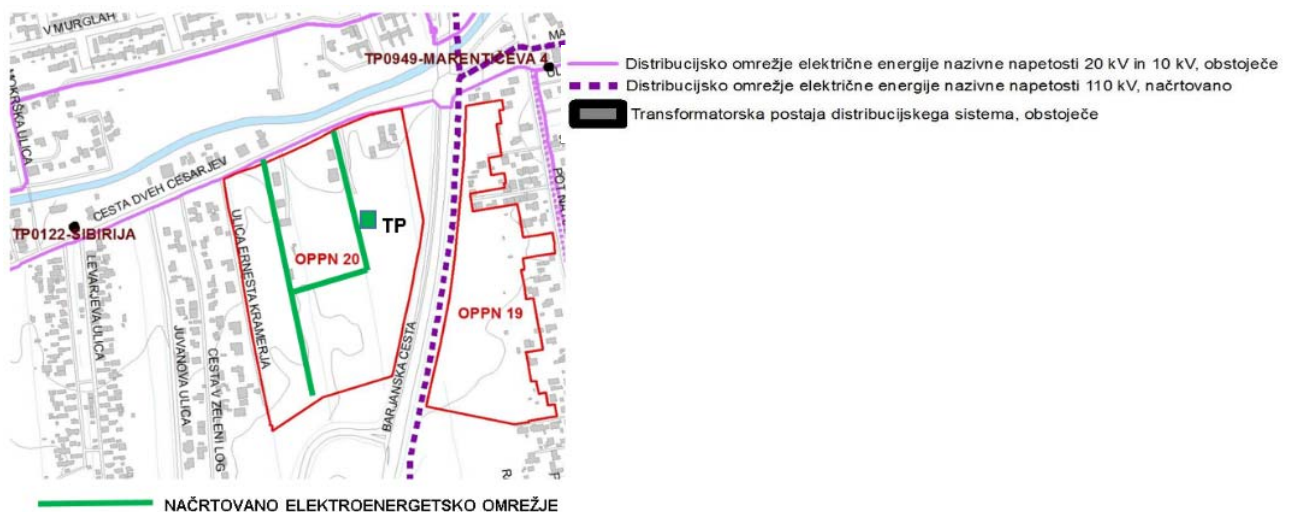 V MURGLAH
MOKRŠKA ULICA
TP0949-MARENTIČEVA 4
CESTA DVEH CESARJEV
TP0122-SIBIRIJA
LEVARJEVA ULICA
JUVANOVA ULICA
CESTA V ZELENI LOG
ULICA ERNESTA KRAMERJA
OPPN 20
TP
BARJANSKA CESTA
OPPN 19
Distribucijsko omrežje električne energije nazivne napetosti 20 kV in 10 kV, obstoječe
Distribucijsko omrežje električne energije nazivne napetosti 110 kV, načrtovano
Transformatorska postaja distribucijskega sistema, obstoječe
NAČRTOVANO ELEKTROENERGETSKO OMREŽJE